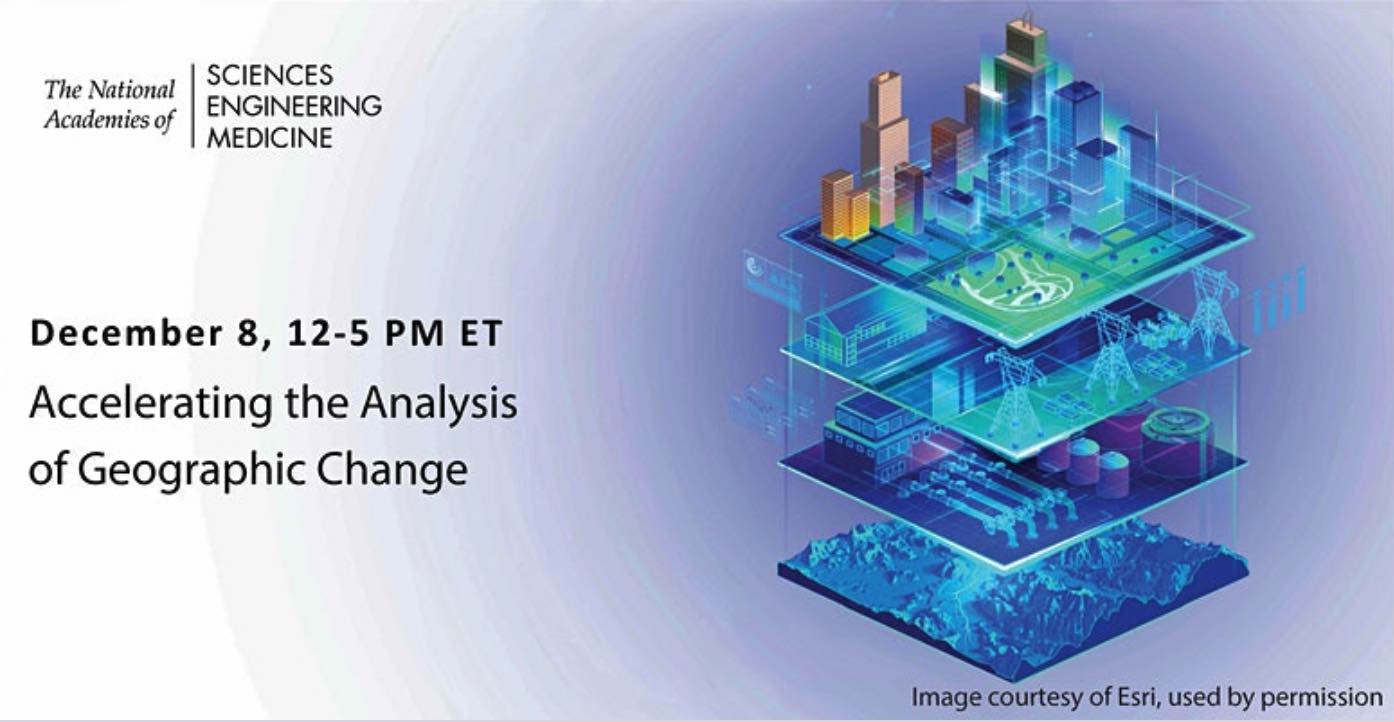 The National
Academies of
SCIENCES
ENGINEERING
MEDICINE
December 8, 12-5 PM ET
Accelerating the Analysis
of Geographic Change
Image courtesy of Esri, used by permission